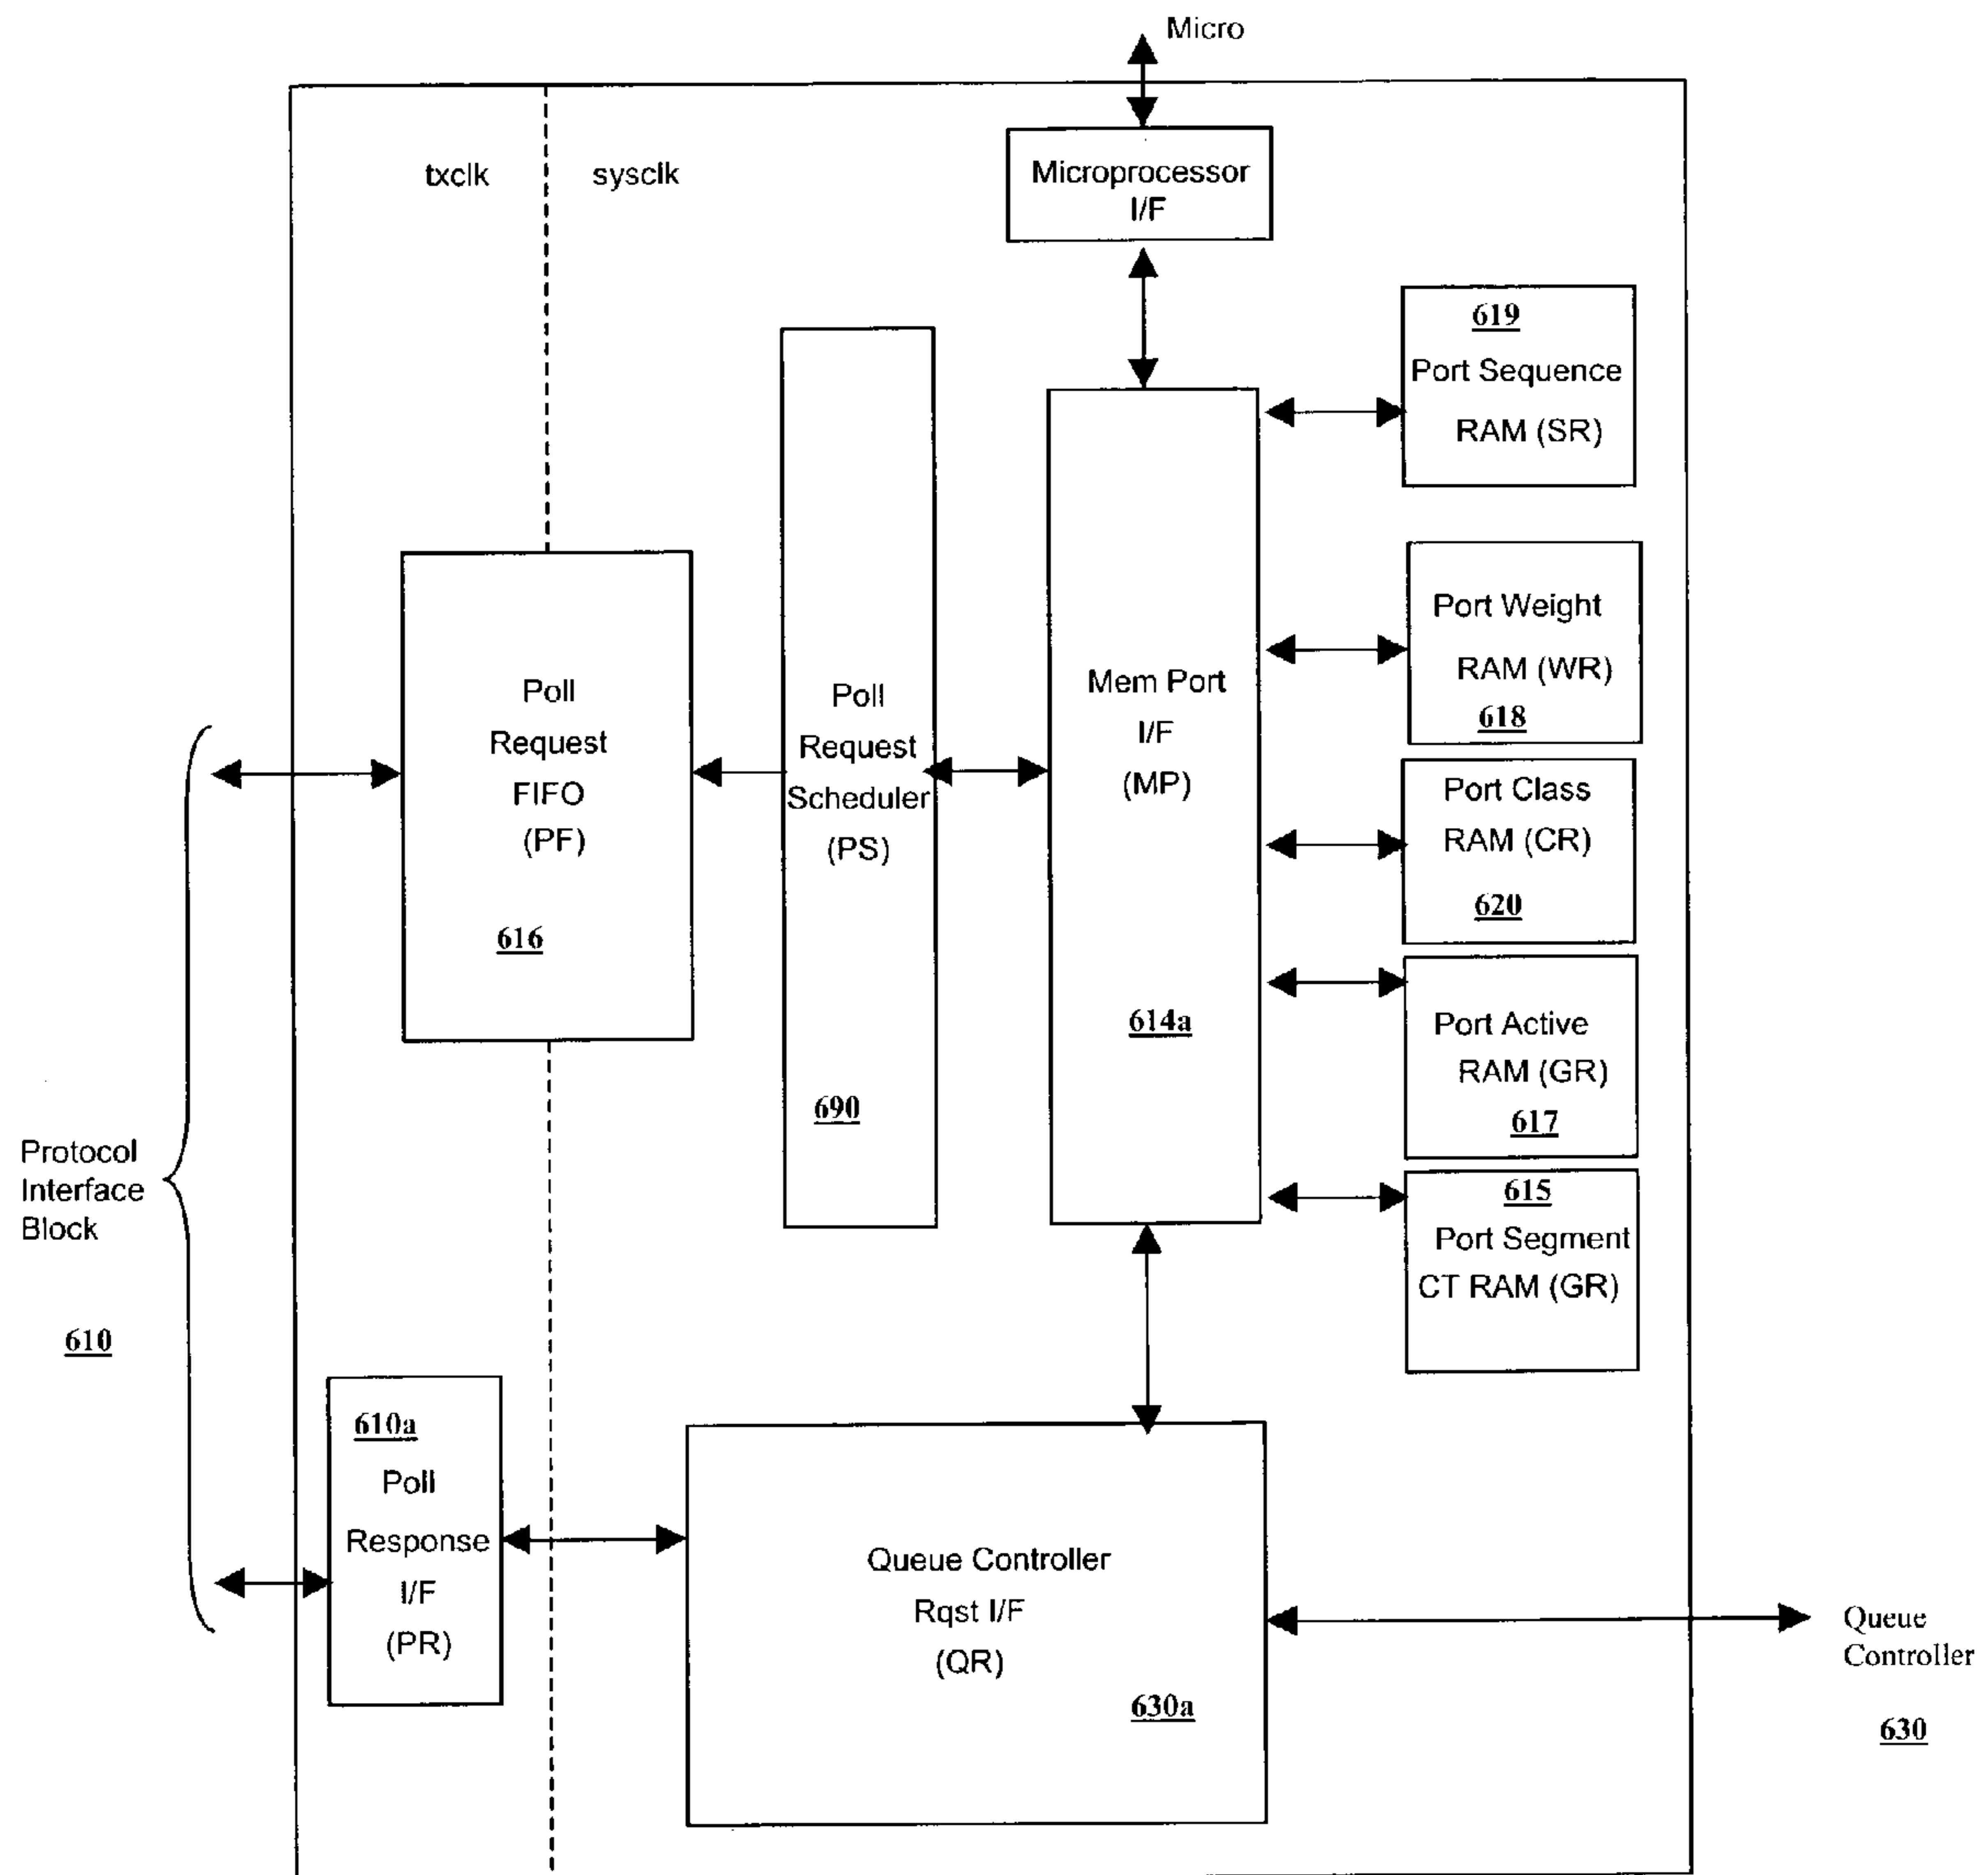 Micro
txclk
sysclk
Microprocessor
I/F
619
Port Sequence
RAM (SR)
Port Weight
RAM (WR)
618
Port Class
RAM (CR)
620
Port Active
RAM (GR)
617
615
Port Segment
CT RAM (GR)
Mem Port
I/F
(MP)
614a
Poll
Request
Scheduler
(PS)
690
Poll
Request
FIFO
(PF)
616
Protocol
Interface
Block
610
610a
Poll
Response
I/F
(PR)
Queue Controller
Rqst I/F
(QR)
630a
Queue
Controller
630